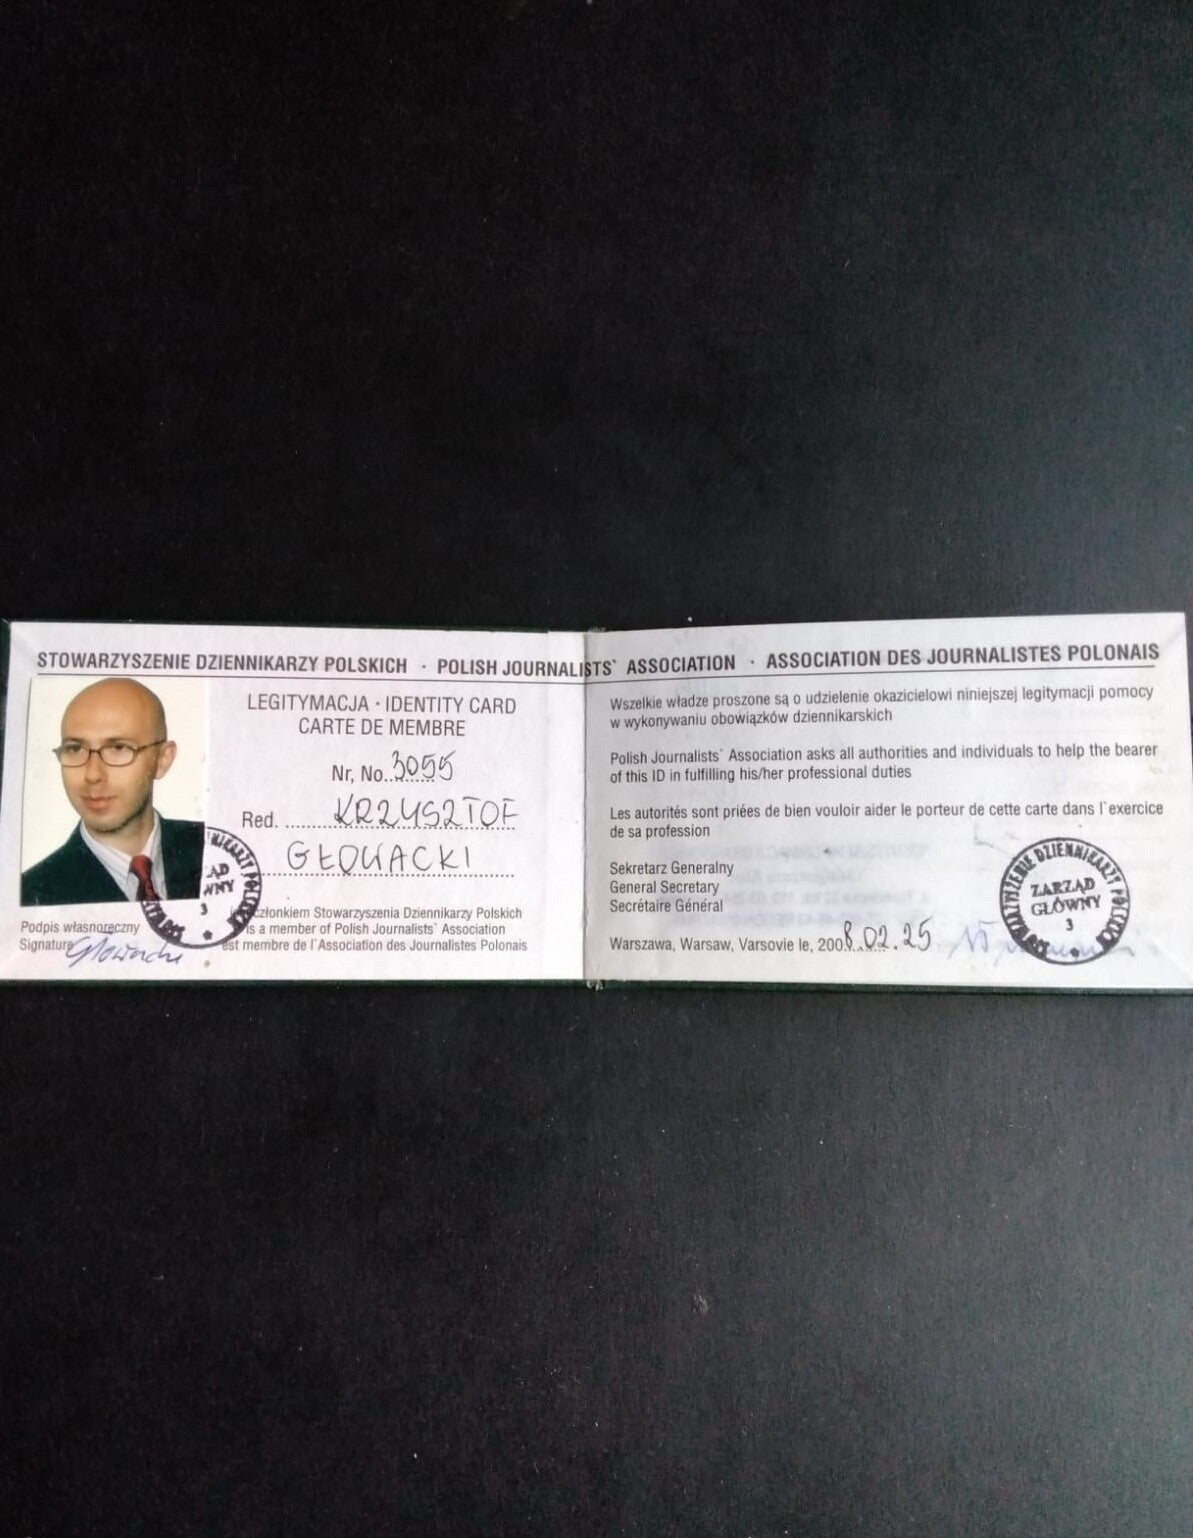 STOWARZYSZENIE DZIENNIKARZY POLSKICH · POLISH JOURNALISTS` ASSOCIATION · ASSOCIATION DES JOURNALISTES POLONAIS
LEGITYMACJA · IDENTITY CARD
CARTE DE MEMBRE
Nr, No. 3055
Red. KRZYSZTOF
GŁOWACKI
członkiem Stowarzyszenia Dziennikarzy Polskich
is a member of Polish Journalists` Association
est membre de l`Association des Journalistes Polonais
Podpis własnoręczny
Signature Głowacki
Wszelkie władze proszone są o udzielenie okazicielowi niniejszej legitymacji pomocy
w wykonywaniu obowiązków dziennikarskich
Polish Journalists` Association asks all authorities and individuals to help the bearer
of this ID in fulfilling his/her professional duties
Les autorités sont priées de bien vouloir aider le porteur de cette carte dans l`exercice
de sa profession
Sekretarz Generalny
General Secretary
Secrétaire Général
Warszawa, Warsaw, Varsovie le, 2008.02.25
STOWARZYSZENIE DZIENNIKARZY POLSKICH
ZARZĄD
GŁÓWNY
3